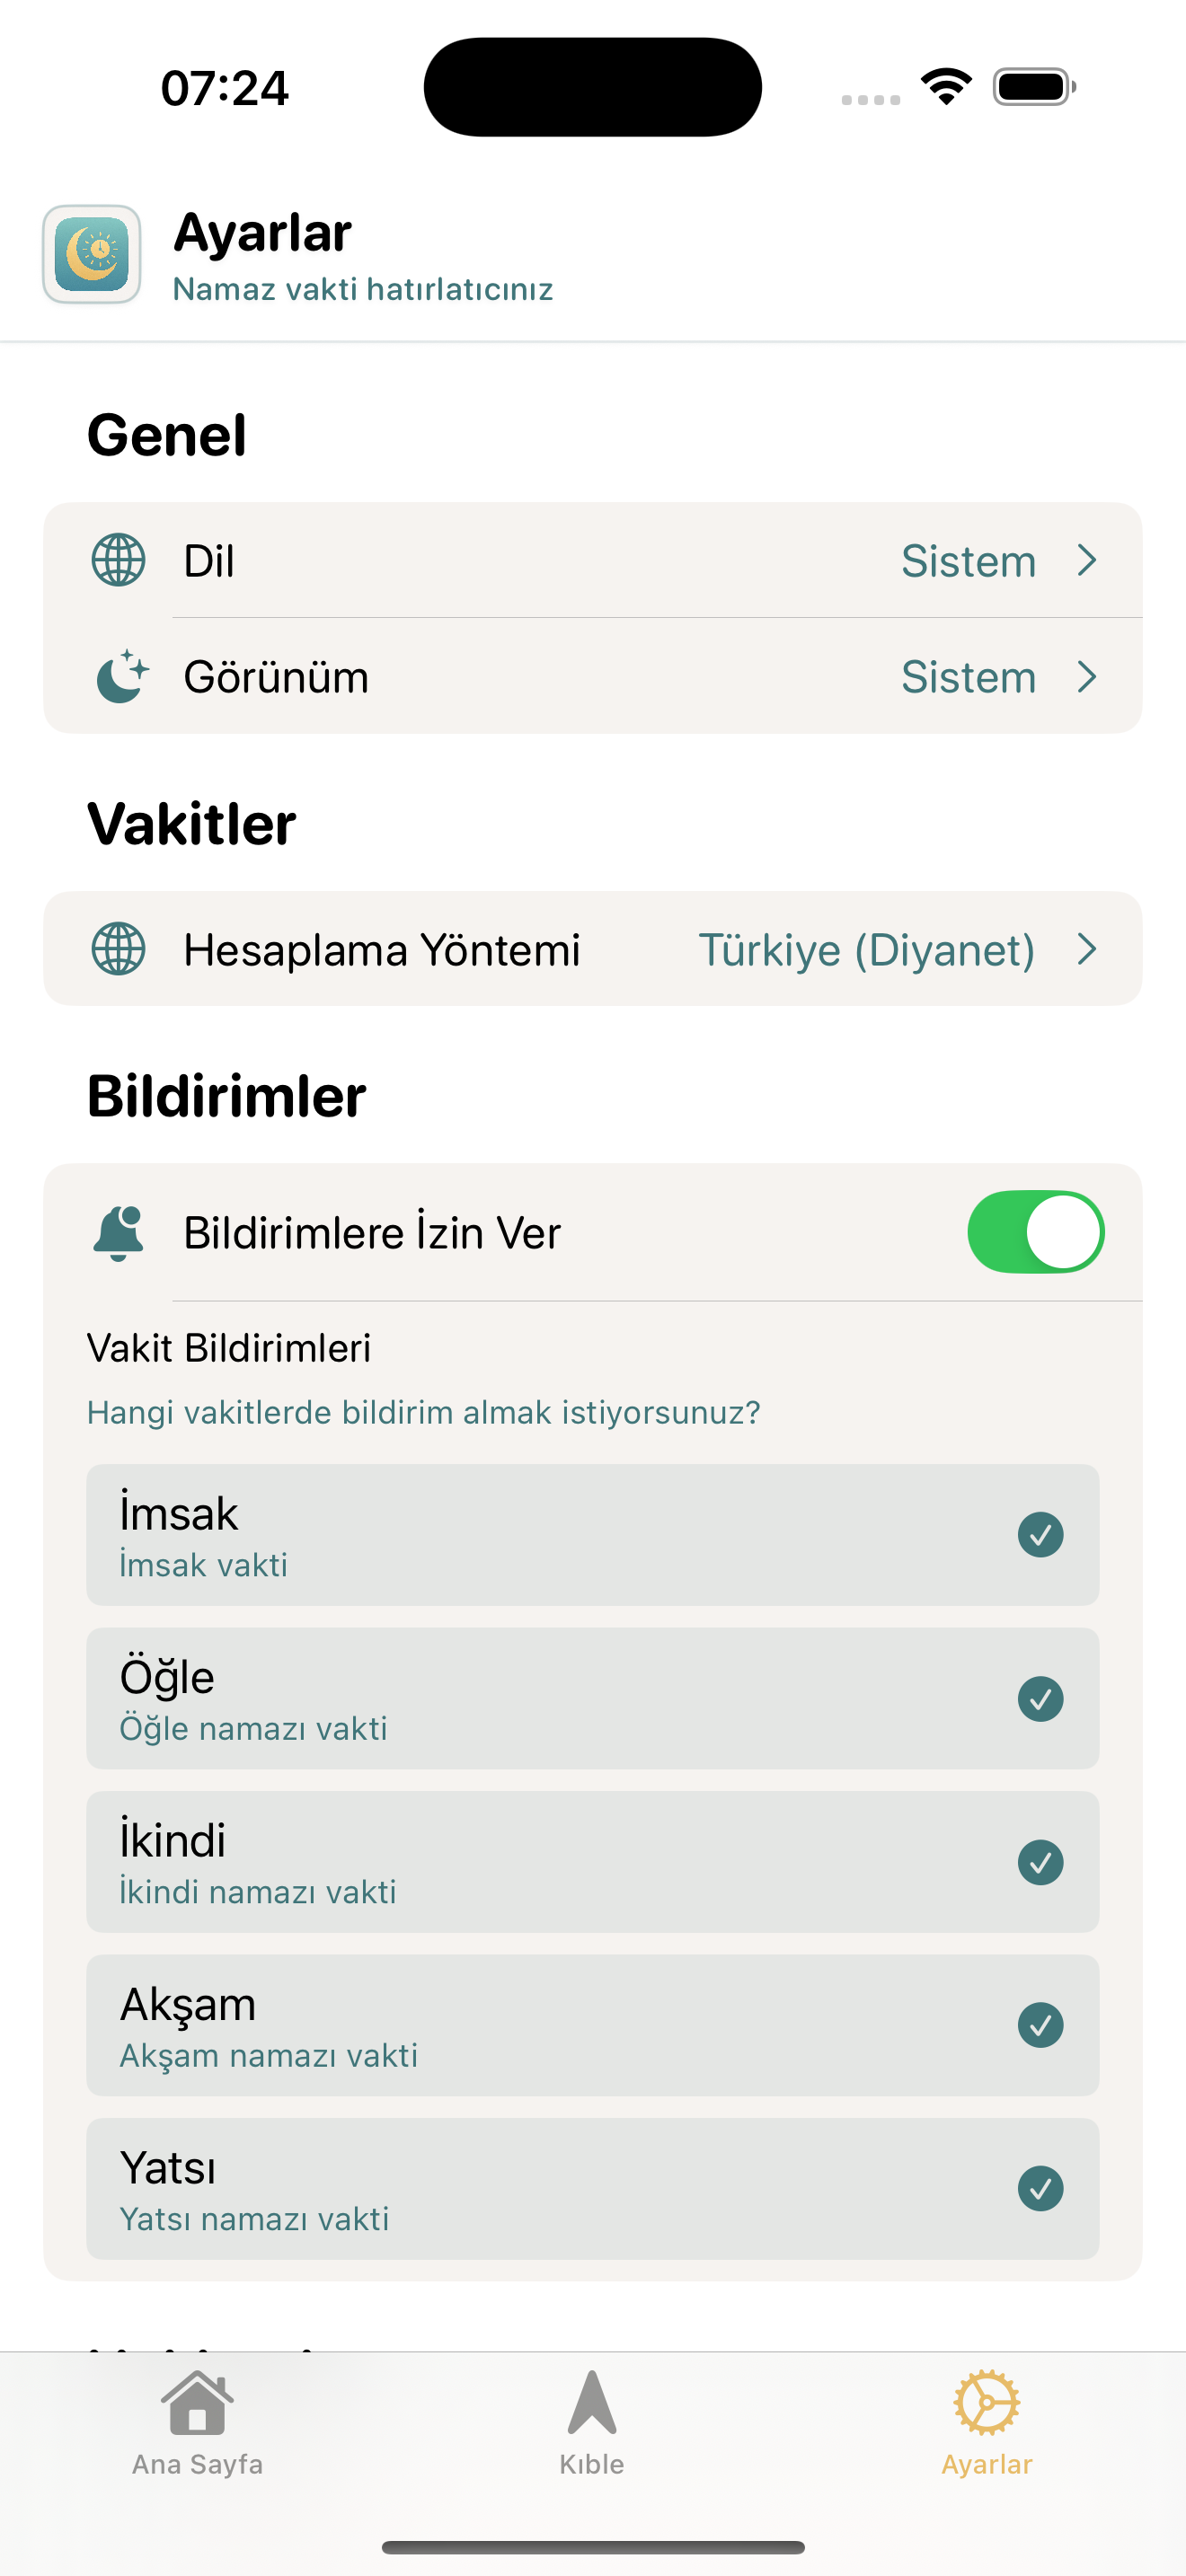 07:24
Ayarlar
Namaz vakti hatırlatıcınız
Genel
Dil Sistem
Görünüm Sistem
Vakitler
Hesaplama Yöntemi Türkiye (Diyanet)
Bildirimler
Bildirimlere İzin Ver
Vakit Bildirimleri
Hangi vakitlerde bildirim almak istiyorsunuz?
İmsak
İmsak vakti
Öğle
Öğle namazı vakti
İkindi
İkindi namazı vakti
Akşam
Akşam namazı vakti
Yatsı
Yatsı namazı vakti
Ana Sayfa Kıble Ayarlar